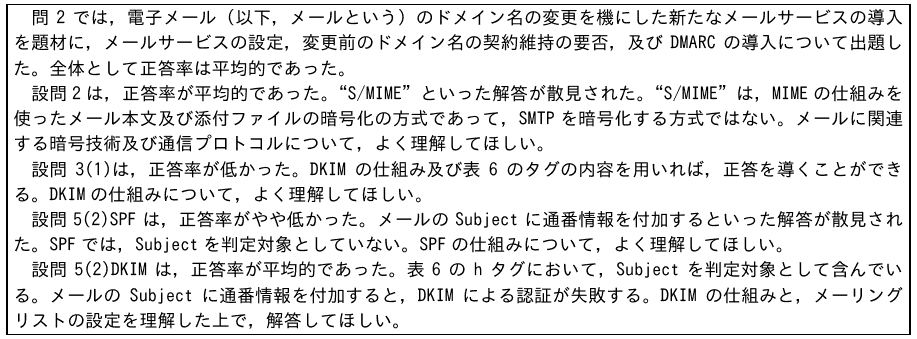 問2では，電子メール（以下，メールという）のドメイン名の変更を機にした新たなメールサービスの導入
を題材に，メールサービスの設定，変更前のドメイン名の契約維持の要否，及び DMARC の導入について出題し
た。全体として正答率は平均的であった。
設問2は，正答率が平均的であった。“S/MIME”といった解答が散見された。“S/MIME”は，MIME の仕組みを
使ったメール本文及び添付ファイルの暗号化の方式であって，SMTP を暗号化する方式ではない。メールに関連
する暗号技術及び通信プロトコルについて，よく理解してほしい。
設問 3(1)は，正答率が低かった。DKIM の仕組み及び表 6 のタグの内容を用いれば，正答を導くことができ
る。DKIM の仕組みについて，よく理解してほしい。
設問 5(2)SPF は，正答率がやや低かった。メールの Subject に通番情報を付加するといった解答が散見され
た。SPF では，Subject を判定対象としていない。SPF の仕組みについて，よく理解してほしい。
設問 5(2)DKIM は，正答率が平均的であった。表 6 の h タグにおいて，Subject を判定対象として含んでい
る。メールの Subject に通番情報を付加すると，DKIM による認証が失敗する。DKIM の仕組みと，メーリング
リストの設定を理解した上で，解答してほしい。